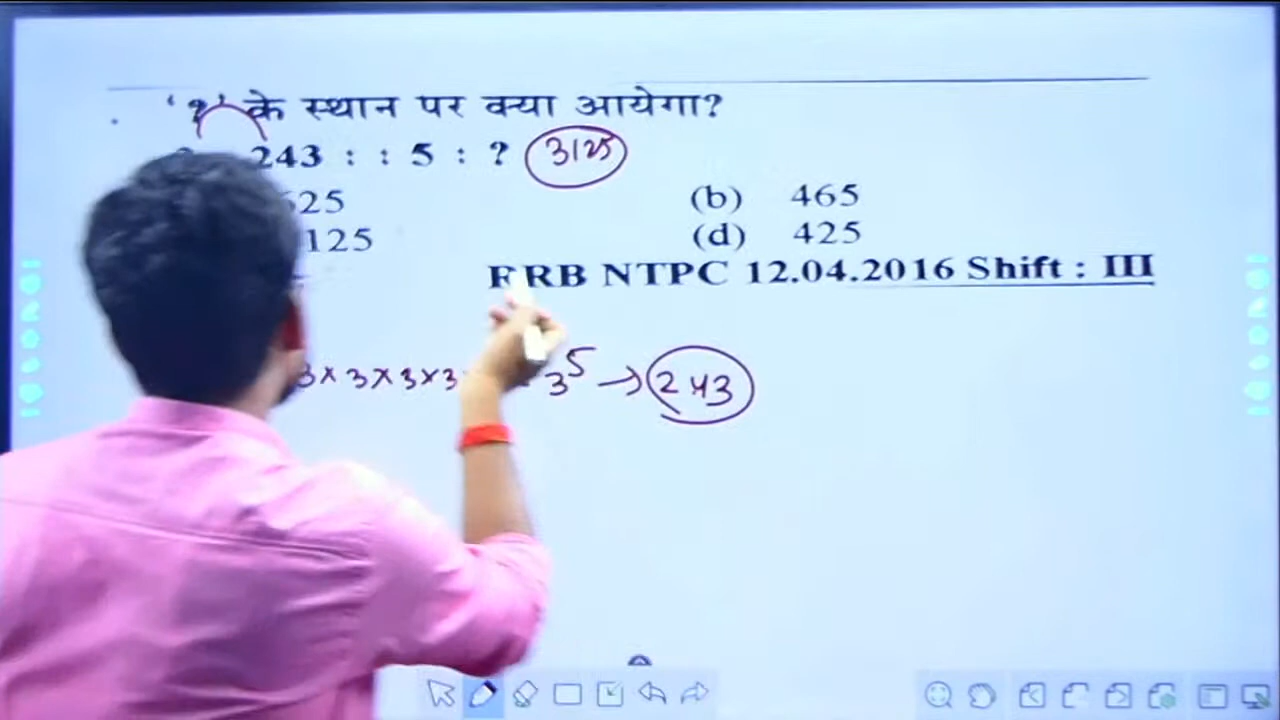 '?' के स्थान पर क्या आयेगा?
243 : : 5 : ? 3125
625 (b) 465
125 (d) 425
RRB NTPC 12.04.2016 Shift : III
3 × 3 × 3 × 3 3⁵ → 243